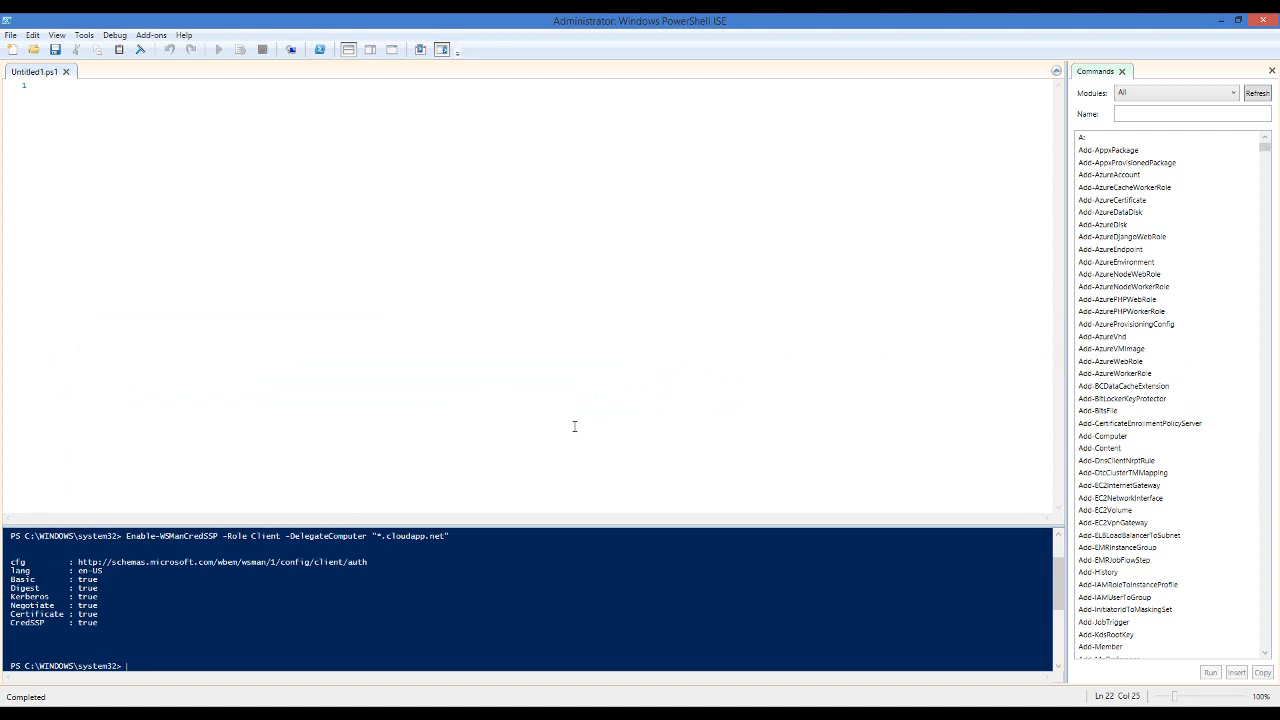 Administrator: Windows PowerShell ISE
File Edit View Tools Debug Add-ons Help
Untitled1.ps1
1
PS C:\WINDOWS\system32> Enable-WSManCredSSP -Role Client -DelegateComputer "*.cloudapp.net"
cfg : http://schemas.microsoft.com/wbem/wsman/1/config/client/auth
lang : en-US
Basic : true
Digest : true
Kerberos : true
Negotiate : true
Certificate : true
CredSSP : true
PS C:\WINDOWS\system32>
Commands
Modules: All Refresh
Name:
A:
Add-AppxPackage
Add-AppxProvisionedPackage
Add-AzureAccount
Add-AzureCacheWorkerRole
Add-AzureCertificate
Add-AzureDataDisk
Add-AzureDisk
Add-AzureDjangoWebRole
Add-AzureEndpoint
Add-AzureEnvironment
Add-AzureNodeWebRole
Add-AzureNodeWorkerRole
Add-AzurePHPWebRole
Add-AzurePHPWorkerRole
Add-AzureProvisioningConfig
Add-AzureVhd
Add-AzureVMImage
Add-AzureWebRole
Add-AzureWorkerRole
Add-BCDataCacheExtension
Add-BitLockerKeyProtector
Add-BitsFile
Add-CertificateEnrollmentPolicyServer
Add-Computer
Add-Content
Add-DnsClientNrptRule
Add-DtcClusterTMMapping
Add-EC2InternetGateway
Add-EC2NetworkInterface
Add-EC2Volume
Add-EC2VpnGateway
Add-ELBLoadBalancerToSubnet
Add-EMRInstanceGroup
Add-EMRJobFlowStep
Add-History
Add-IAMRoleToInstanceProfile
Add-IAMUserToGroup
Add-InitiatorIdToMaskingSet
Add-JobTrigger
Add-KdsRootKey
Add-Member
Run Insert Copy
Completed
Ln 22 Col 25
100%